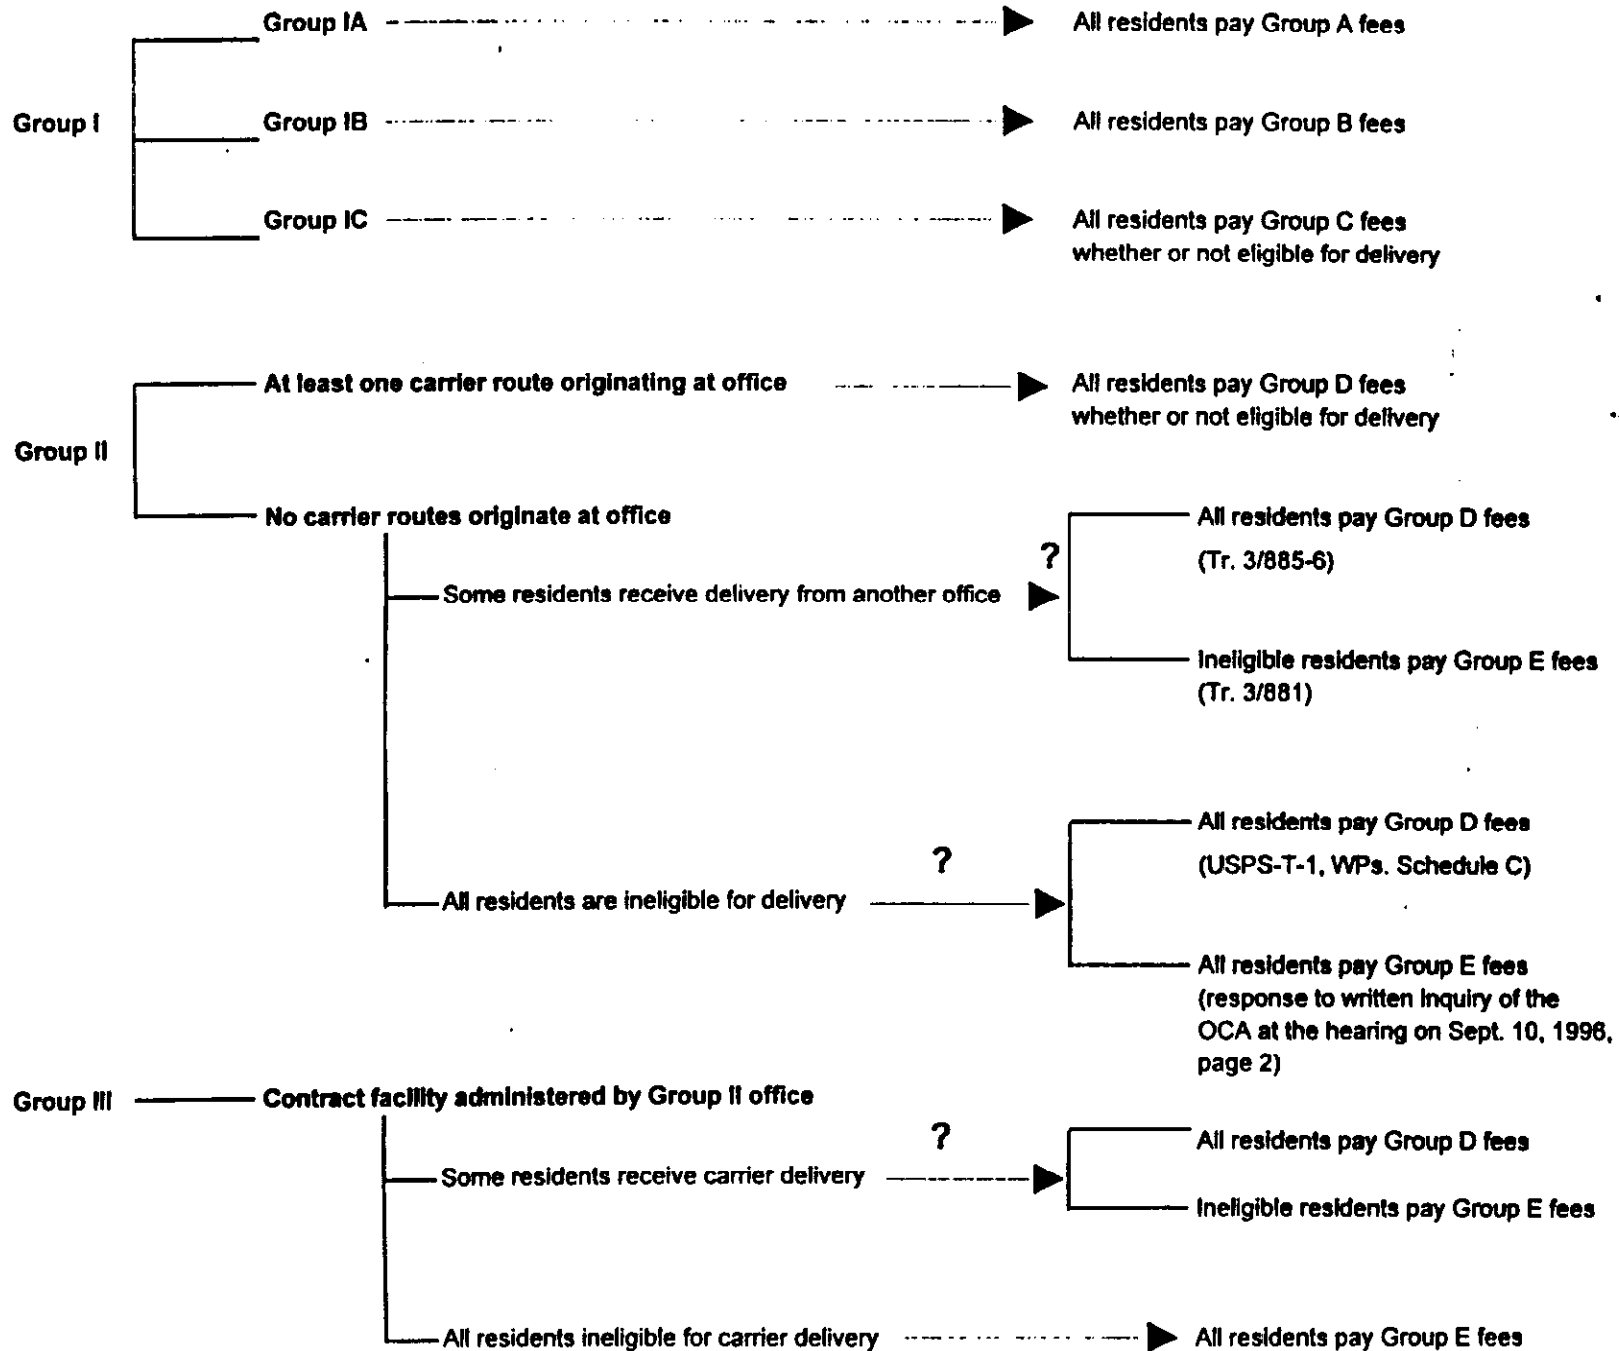 Group IA
All residents pay Group A fees
Group I
Group IB
All residents pay Group B fees
Group IC
All residents pay Group C fees
whether or not eligible for delivery
At least one carrier route originating at office
All residents pay Group D fees
whether or not eligible for delivery
Group II
No carrier routes originate at office
All residents pay Group D fees
(Tr. 3/885-6)
?
Some residents receive delivery from another office
Ineligible residents pay Group E fees
(Tr. 3/881)
All residents pay Group D fees
(USPS-T-1, WPs. Schedule C)
?
All residents are ineligible for delivery
All residents pay Group E fees
(response to written Inquiry of the
OCA at the hearing on Sept. 10, 1996,
page 2)
Group III
Contract facility administered by Group II office
?
All residents pay Group D fees
Some residents receive carrier delivery
Ineligible residents pay Group E fees
All residents ineligible for carrier delivery
All residents pay Group E fees